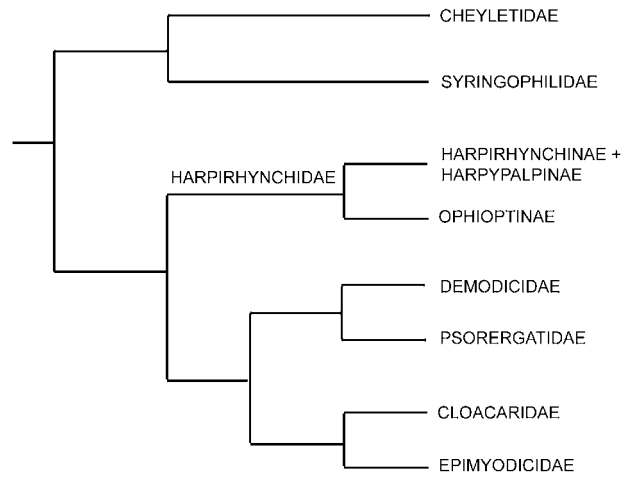 CHEYLETIDAE
SYRINGOPHILIDAE
HARPIRHYNCHIDAE
HARPIRHYNCHINAE +
HARPYPALPINAE
OPHIOPTINAE
DEMODICIDAE
PSORERGATIDAE
CLOACARIDAE
EPIMYODICIDAE